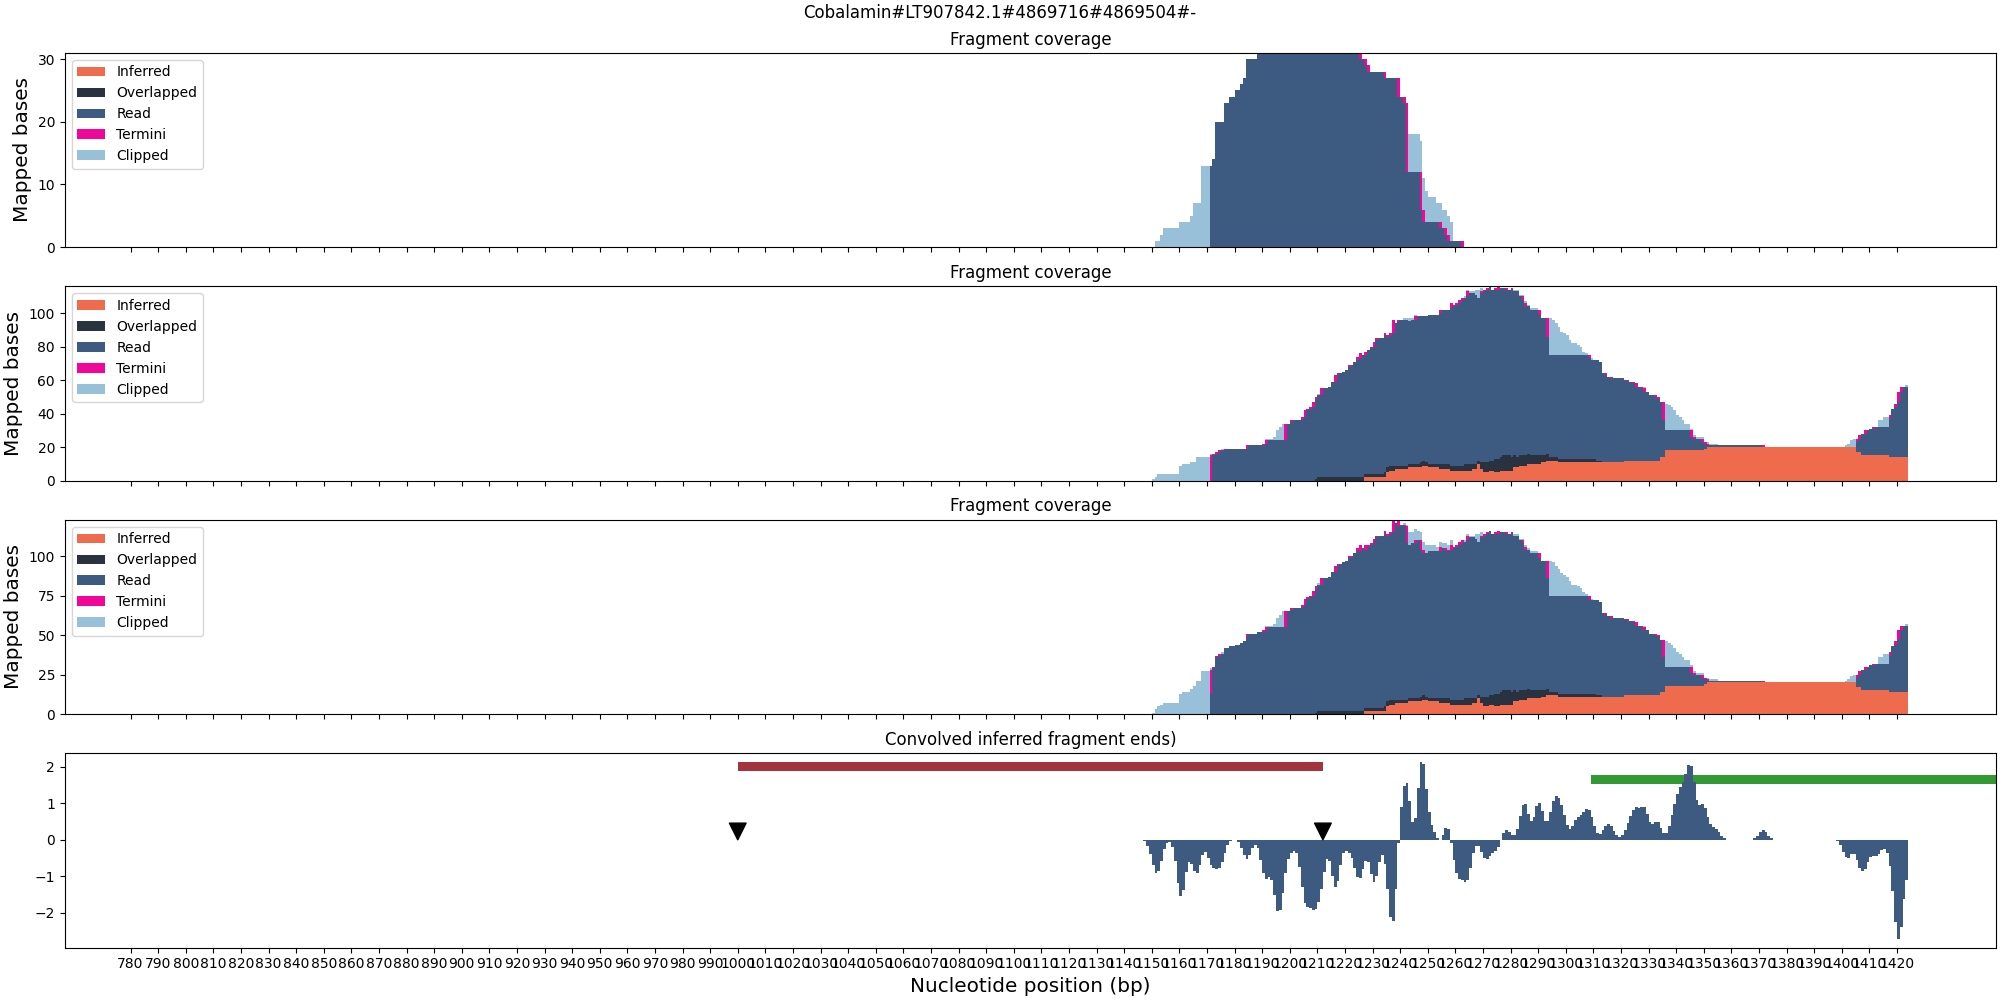 Cobalamin#LT907842.1#4869716#4869504#-
Fragment coverage
30
20
10
0
Mapped bases
Inferred
Overlapped
Read
Termini
Clipped
Fragment coverage
100
80
60
40
20
0
Mapped bases
Inferred
Overlapped
Read
Termini
Clipped
Fragment coverage
100
75
50
25
0
Mapped bases
Inferred
Overlapped
Read
Termini
Clipped
Convolved inferred fragment ends)
2
1
0
−1
−2
780 790 800 810 820 830 840 850 860 870 880 890 900 910 920 930 940 950 960 970 980 990 1000 1010 1020 1030 1040 1050 1060 1070 1080 1090 1100 1110 1120 1130 1140 1150 1160 1170 1180 1190 1200 1210 1220 1230 1240 1250 1260 1270 1280 1290 1300 1310 1320 1330 1340 1350 1360 1370 1380 1390 1400 1410 1420
Nucleotide position (bp)